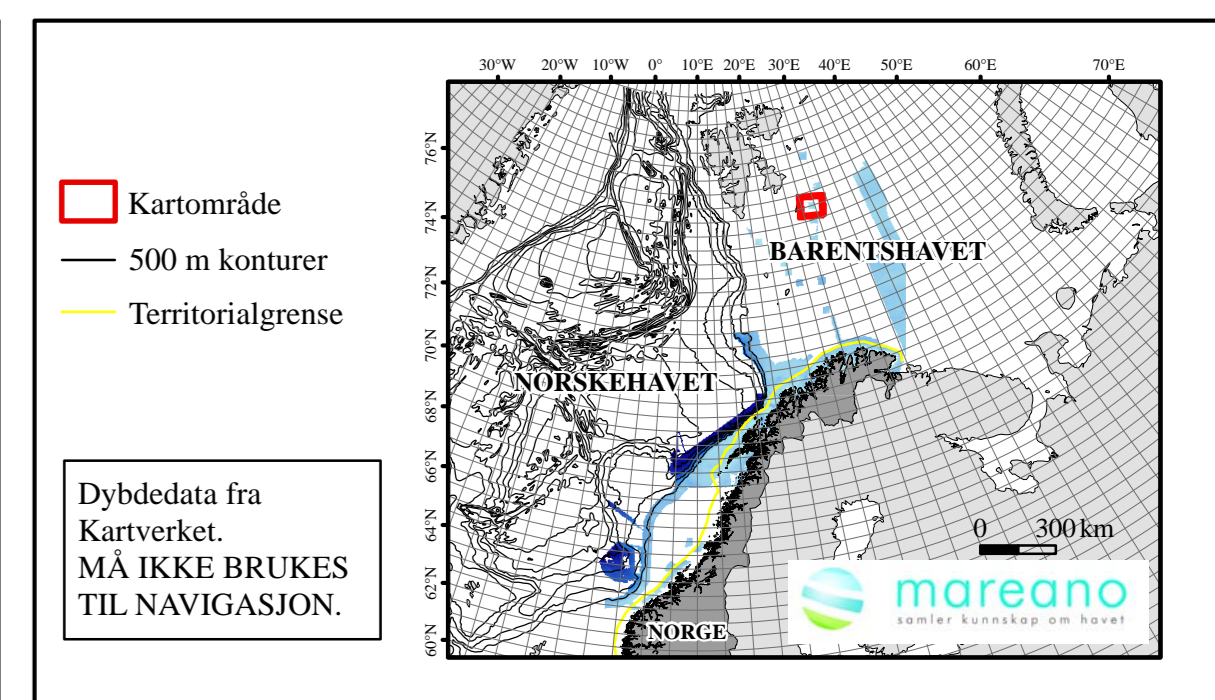 30°W 20°W 10°W 0° 10°E 20°E 30°E 40°E 50°E 60°E 70°E
76°N
74°N
72°N
70°N
68°N
66°N
64°N
62°N
60°N
Kartområde
500 m konturer
Territorialgrense
BARENTSHAVET
NORSKEHAVET
NORGE
0 300 km
mareano
samler kunnskap om havet
Dybdedata fra
Kartverket.
MÅ IKKE BRUKES
TIL NAVIGASJON.